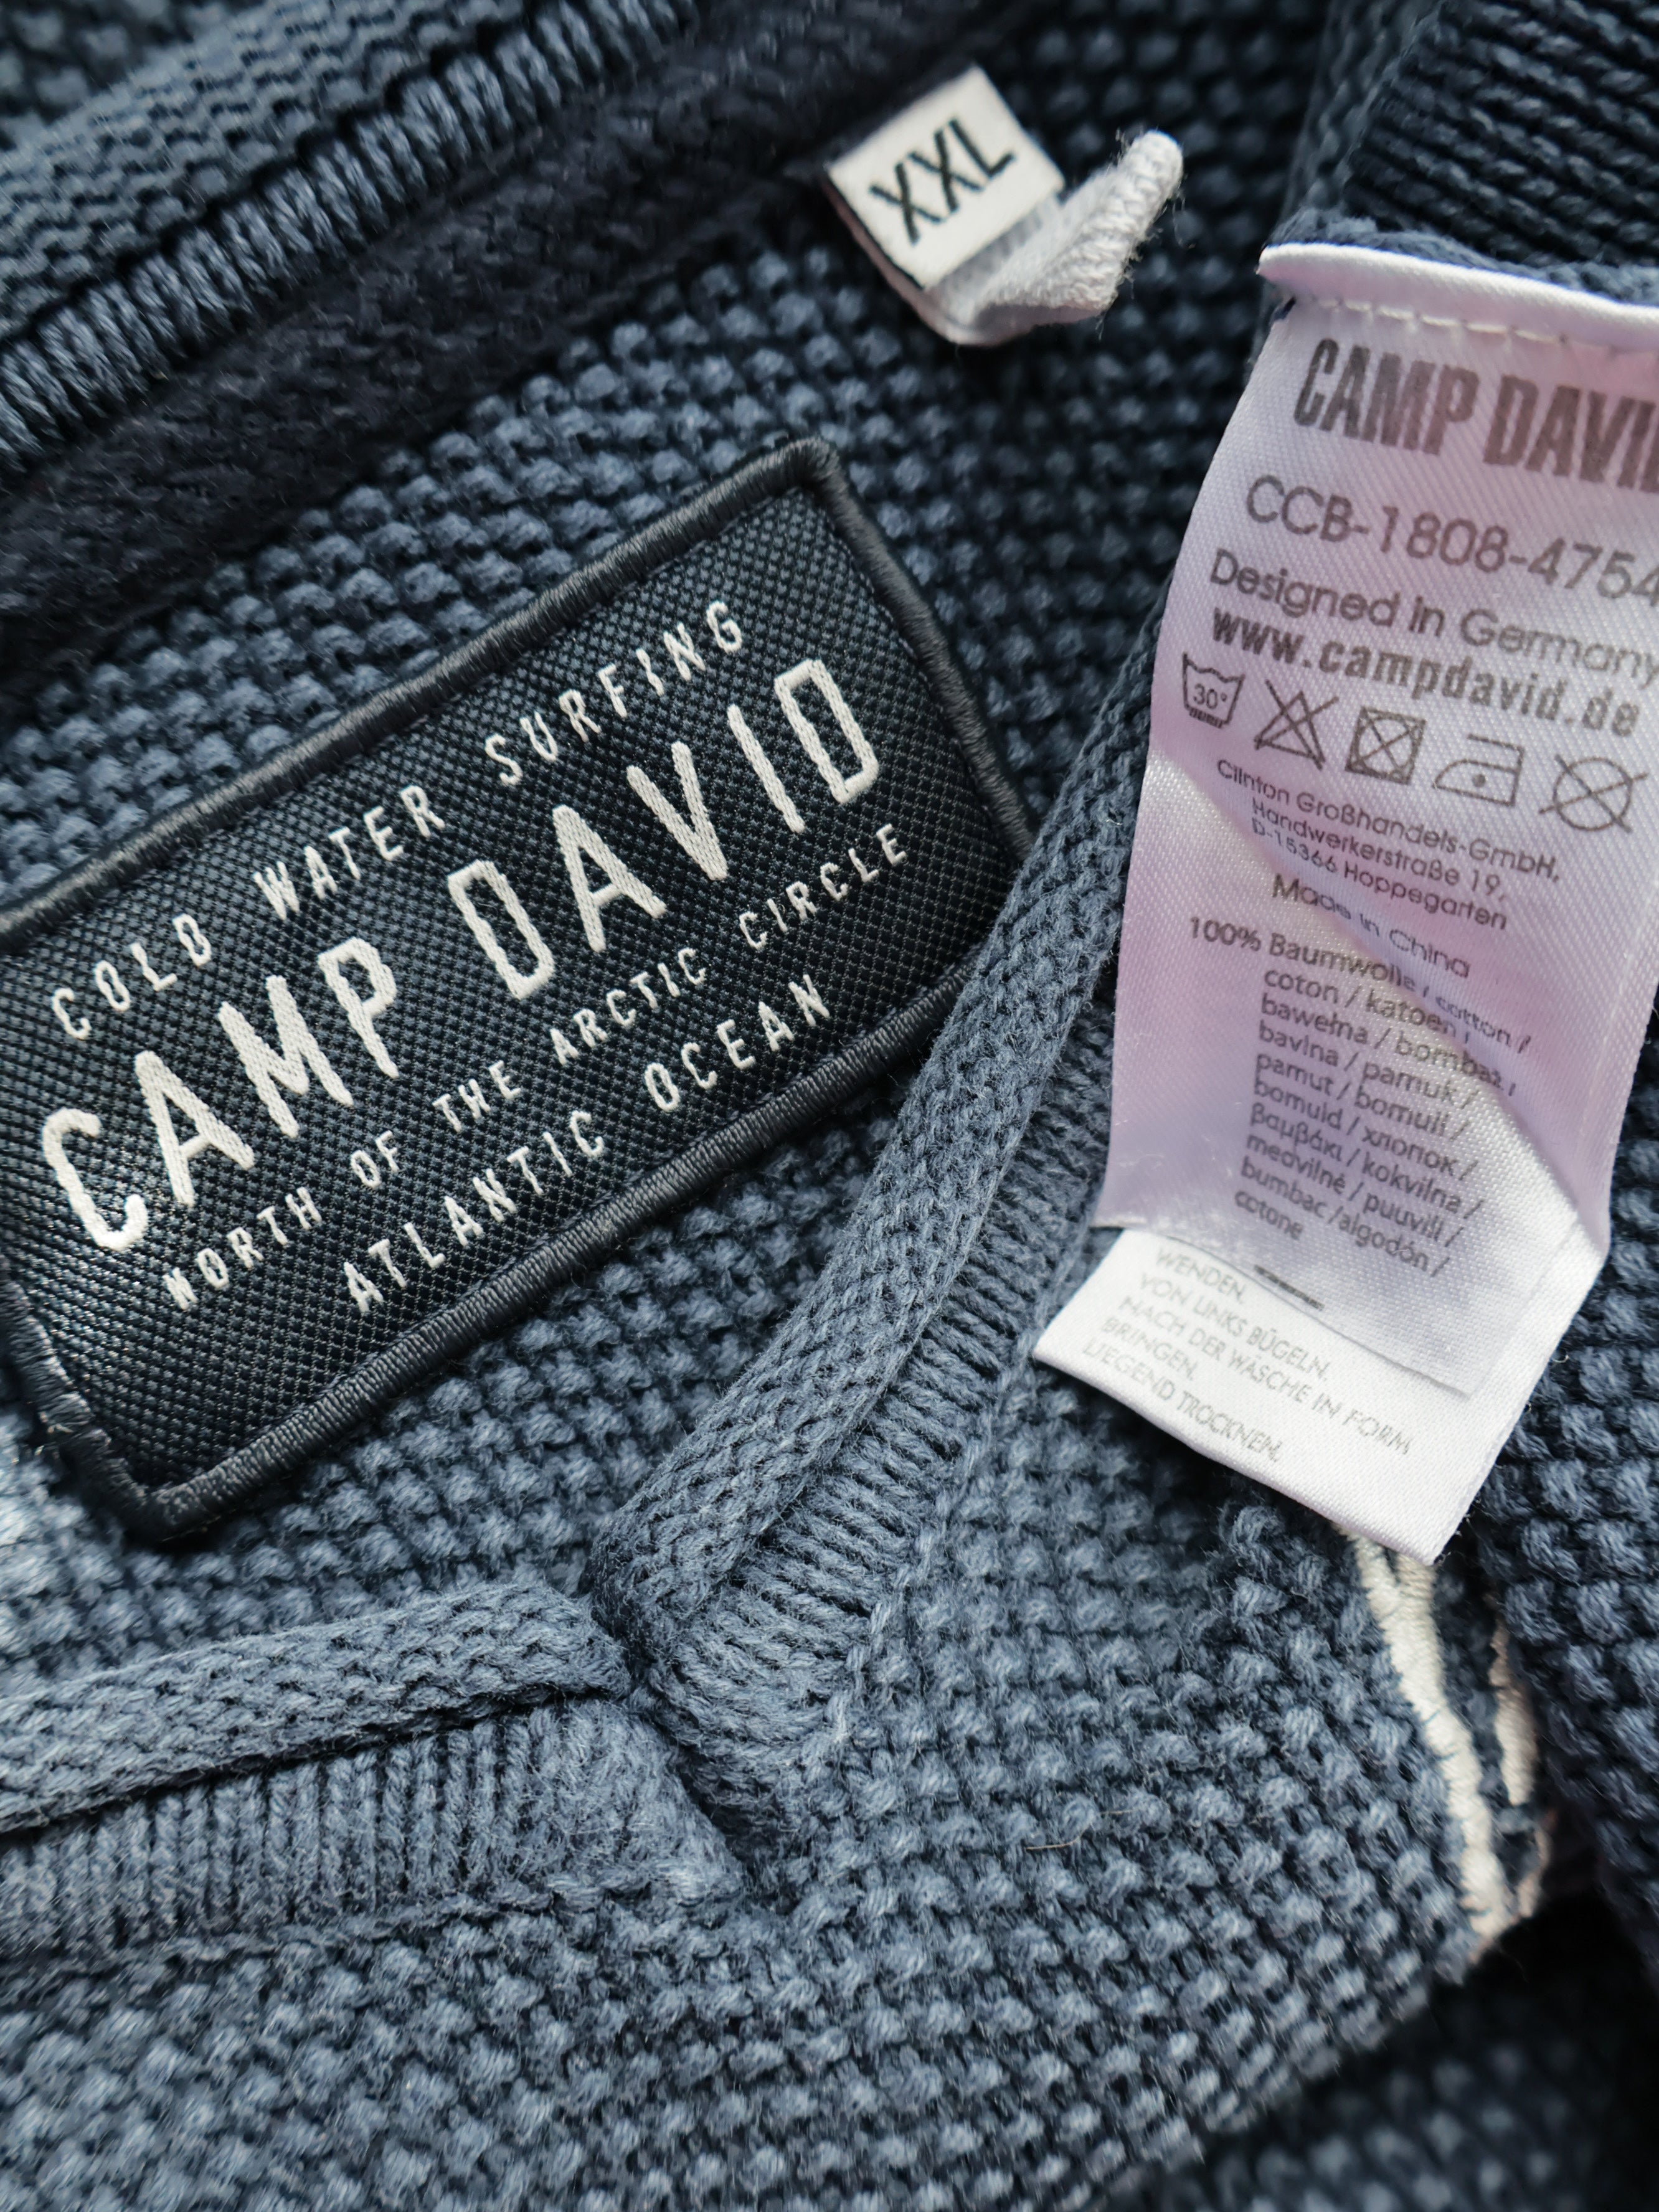 XXL
COLD WATER SURFING
CAMP DAVID
NORTH OF THE ARCTIC CIRCLE
ATLANTIC OCEAN
CAMP DAVID
CCB-1808-4754
Designed in Germany
www.campdavid.de
30°
Clinton Großhandels-GmbH,
Handwerkerstraße 19,
D-15366 Hoppegarten
Made in China
100% Baumwolle / cotton /
coton / katoen /
bawełna / bombaz /
bavlna / pamuk /
pamut / bomull /
bomuld / хлопок /
βαμβάκι / kokvilna /
medvilnė / puuvill /
bumbac /algodón /
cotone
WENDEN.
VON LINKS BÜGELN.
NACH DER WÄSCHE IN FORM
BRINGEN.
LIEGEND TROCKNEN.